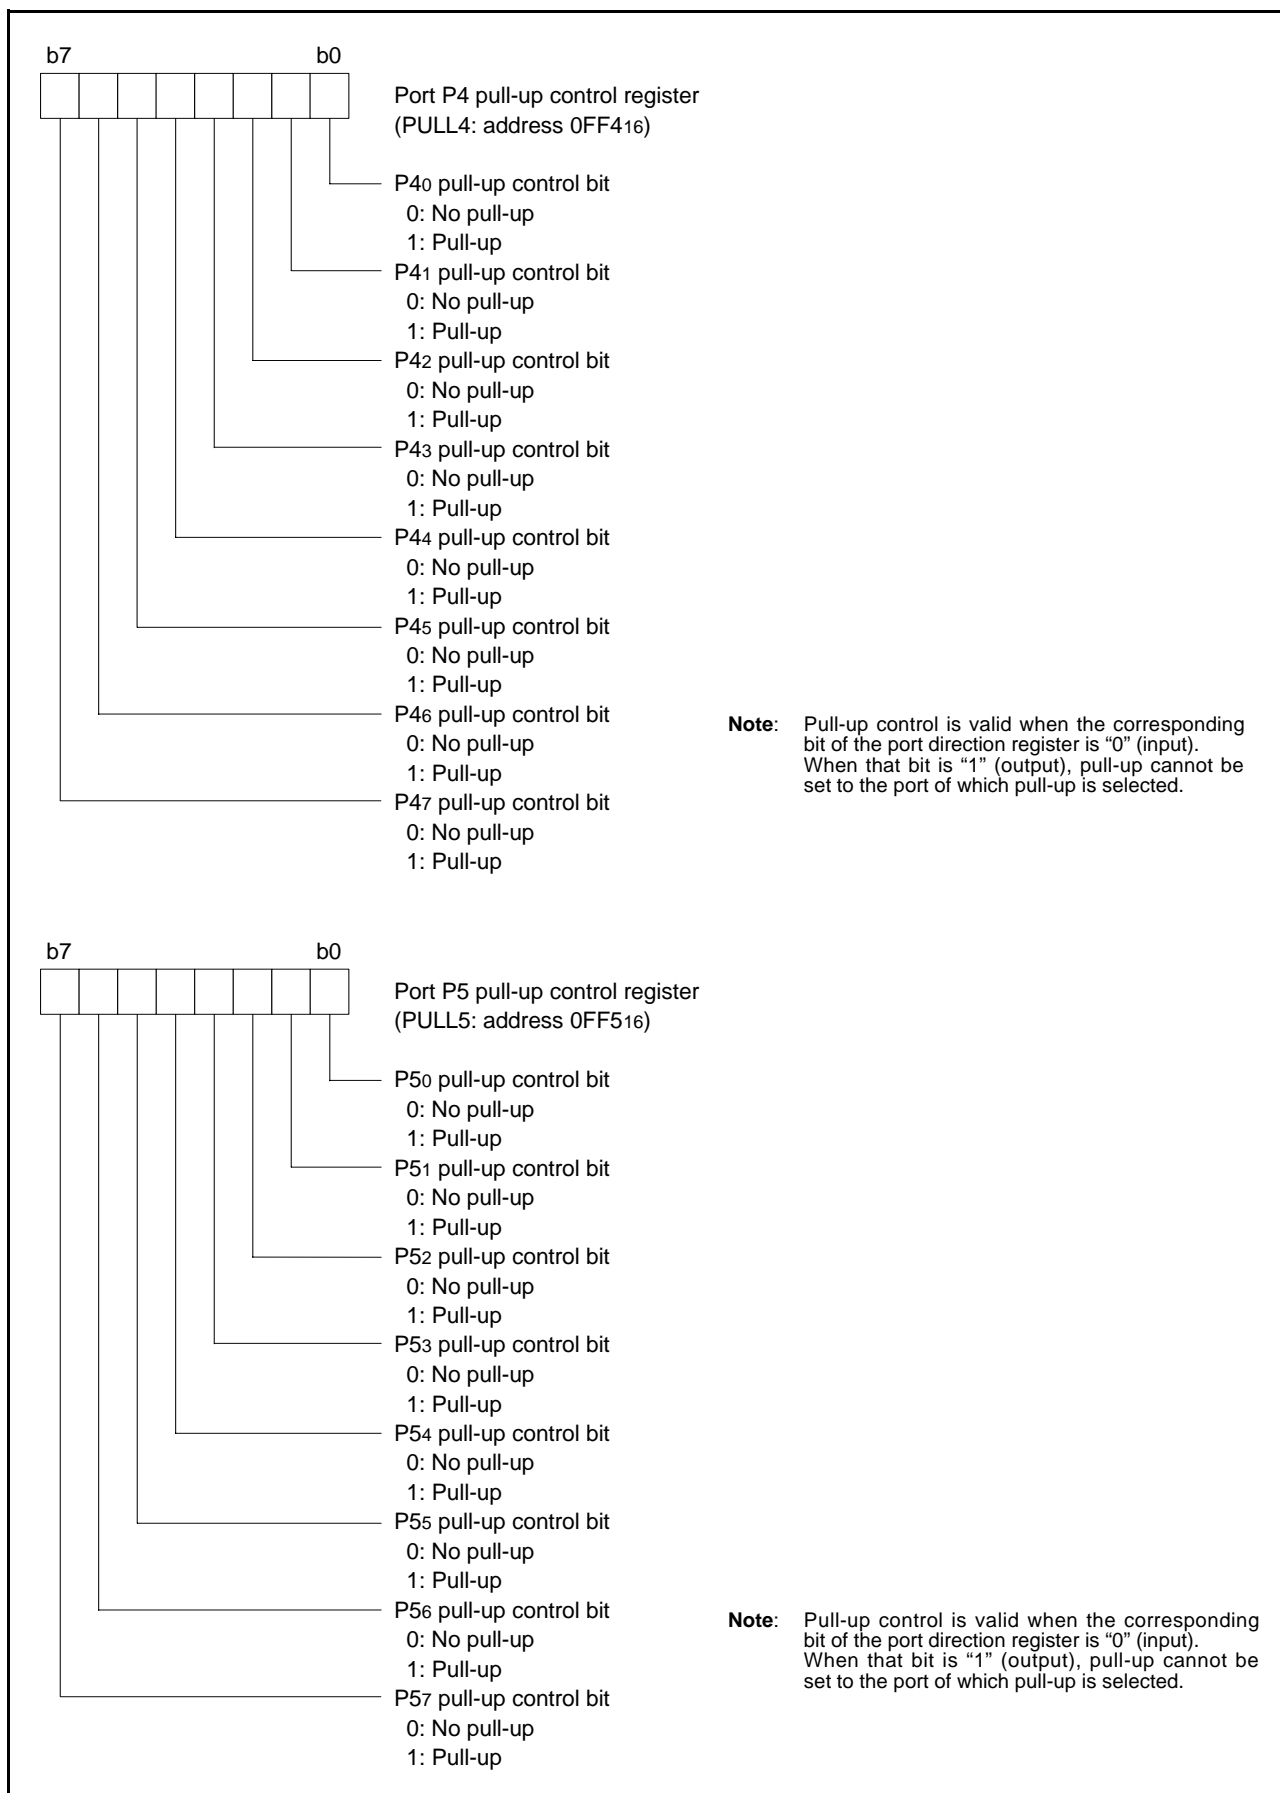 b7 b0
Port P4 pull-up control register
(PULL4: address 0FF416)
P40 pull-up control bit
0: No pull-up
1: Pull-up
P41 pull-up control bit
0: No pull-up
1: Pull-up
P42 pull-up control bit
0: No pull-up
1: Pull-up
P43 pull-up control bit
0: No pull-up
1: Pull-up
P44 pull-up control bit
0: No pull-up
1: Pull-up
P45 pull-up control bit
0: No pull-up
1: Pull-up
P46 pull-up control bit
0: No pull-up
1: Pull-up
P47 pull-up control bit
0: No pull-up
1: Pull-up
Note: Pull-up control is valid when the corresponding
bit of the port direction register is “0” (input).
When that bit is “1” (output), pull-up cannot be
set to the port of which pull-up is selected.
b7 b0
Port P5 pull-up control register
(PULL5: address 0FF516)
P50 pull-up control bit
0: No pull-up
1: Pull-up
P51 pull-up control bit
0: No pull-up
1: Pull-up
P52 pull-up control bit
0: No pull-up
1: Pull-up
P53 pull-up control bit
0: No pull-up
1: Pull-up
P54 pull-up control bit
0: No pull-up
1: Pull-up
P55 pull-up control bit
0: No pull-up
1: Pull-up
P56 pull-up control bit
0: No pull-up
1: Pull-up
P57 pull-up control bit
0: No pull-up
1: Pull-up
Note: Pull-up control is valid when the corresponding
bit of the port direction register is “0” (input).
When that bit is “1” (output), pull-up cannot be
set to the port of which pull-up is selected.